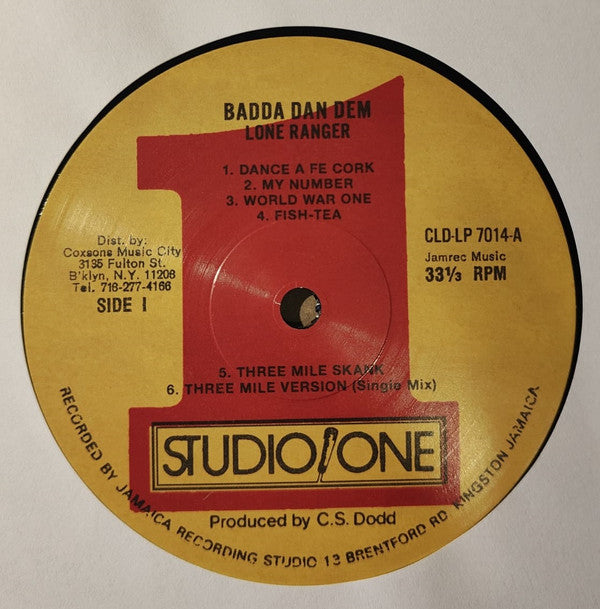 BADDA DAN DEM
LONE RANGER
1. DANCE A FE CORK
2. MY NUMBER
3. WORLD WAR ONE
4. FISH-TEA
Dist. by:
Coxsons Music City
3135 Fulton St.
B'klyn, N.Y. 11208
Tel. 718-277-4166
SIDE I
CLD-LP 7014-A
Jamrec Music
33⅓ RPM
5. THREE MILE SKANK
6. THREE MILE VERSION (Single Mix)
1
STUDIO ONE
Produced by C.S. Dodd
RECORDED BY JAMAICA RECORDING STUDIO 13 BRENTFORD RD. KINGSTON JAMAICA